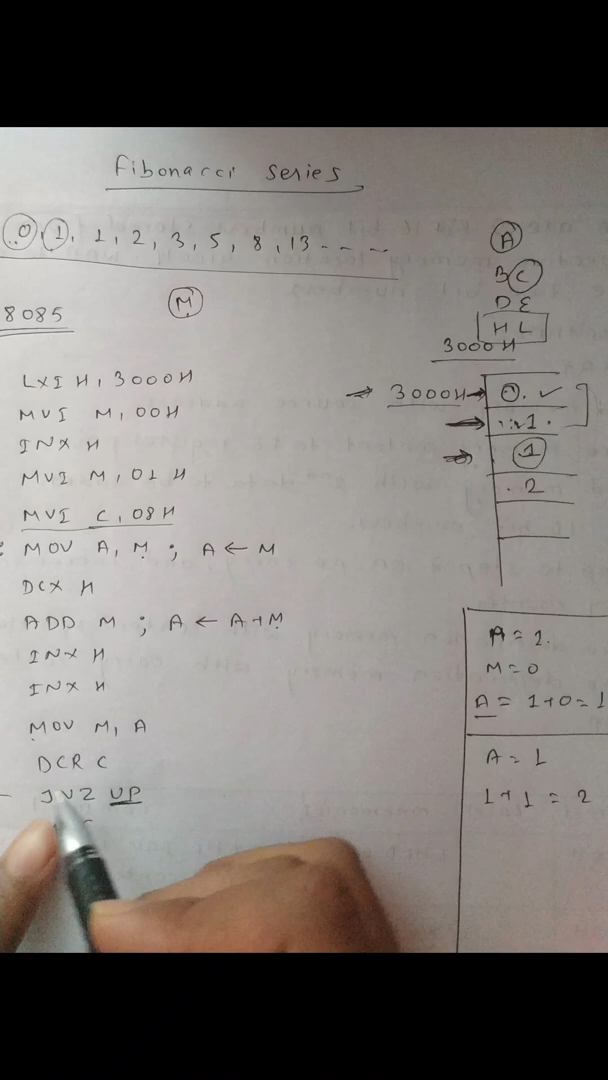 Fibonacci series
0, 1, 1, 2, 3, 5, 8, 13 - - - -
8085
M
A
B C
D E
H L
3000H
LXI H, 3000H
MVI M, 00H
INX H
MVI M, 01 H
MVI C, 08H
: MOV A, M ; A ← M
DCX H
ADD M ; A ← A+M
INX H
INX H
MOV M, A
DCR C
JNZ UP
3000H → 0. ✓
1.
1
2
A = 1.
M = 0
A = 1+0 = 1
A = 1
1+1 = 2